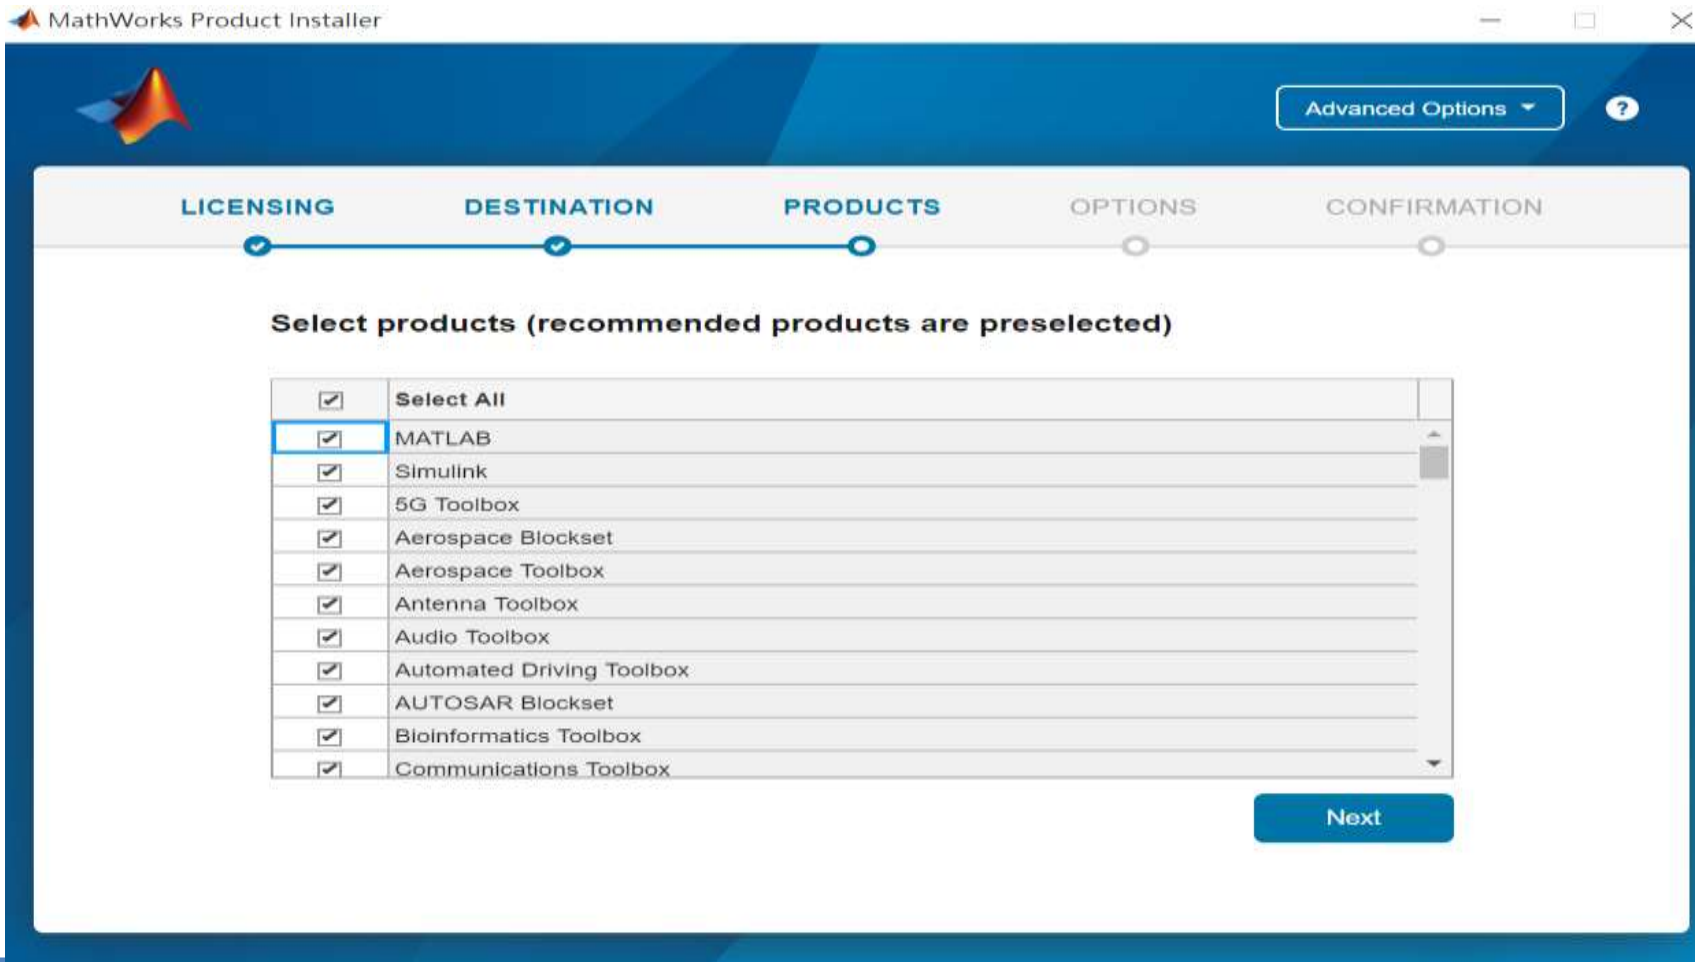 MathWorks Product Installer
Advanced Options
?
LICENSING DESTINATION PRODUCTS OPTIONS CONFIRMATION
Select products (recommended products are preselected)
Select All
MATLAB
Simulink
5G Toolbox
Aerospace Blockset
Aerospace Toolbox
Antenna Toolbox
Audio Toolbox
Automated Driving Toolbox
AUTOSAR Blockset
Bioinformatics Toolbox
Communications Toolbox
Next